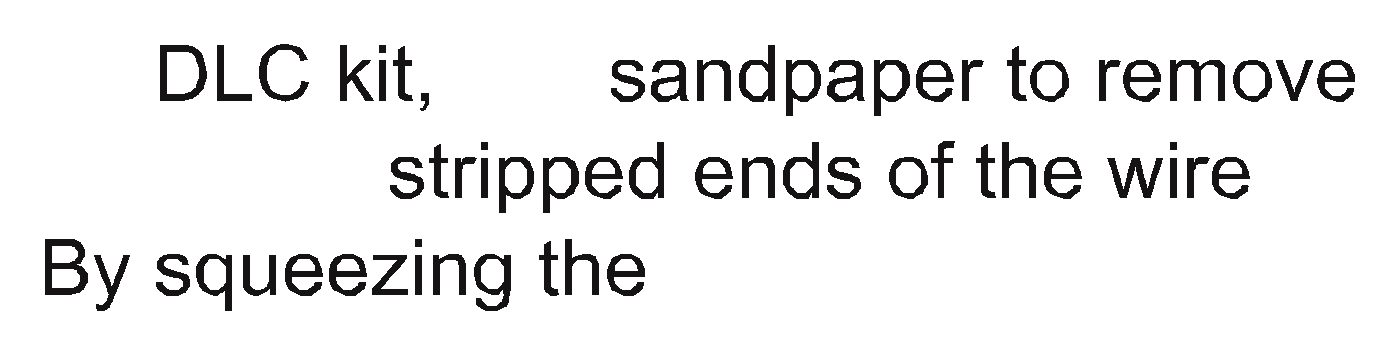 DLC kit, sandpaper to remove
stripped ends of the wire
By squeezing the